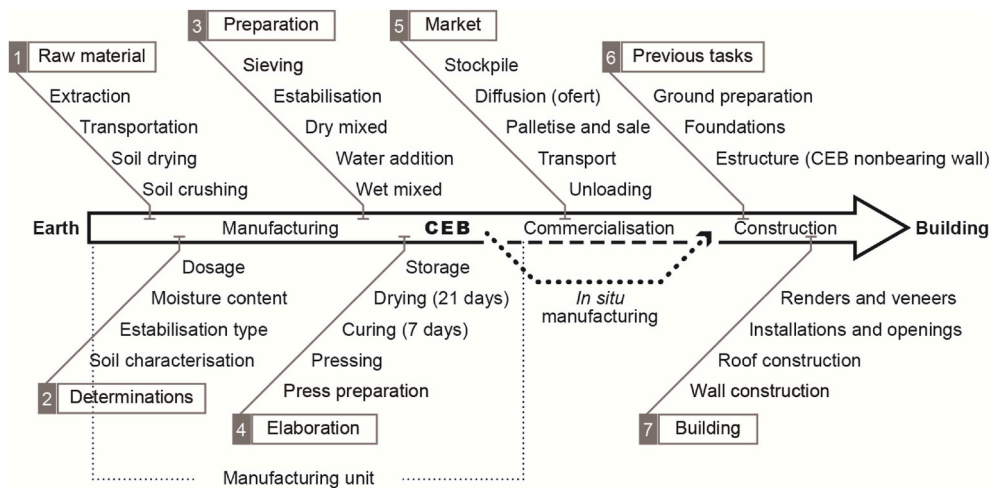 1 Raw material
Extraction
Transportation
Soil drying
Soil crushing
3 Preparation
Sieving
Estabilisation
Dry mixed
Water addition
Wet mixed
5 Market
Stockpile
Diffusion (ofert)
Palletise and sale
Transport
Unloading
6 Previous tasks
Ground preparation
Foundations
Estructure (CEB nonbearing wall)
Earth Manufacturing CEB Commercialisation Construction Building
Dosage
Moisture content
Estabilisation type
Soil characterisation
2 Determinations
Storage
Drying (21 days)
Curing (7 days)
Pressing
Press preparation
4 Elaboration
In situ
manufacturing
Renders and veneers
Installations and openings
Roof construction
Wall construction
7 Building
Manufacturing unit